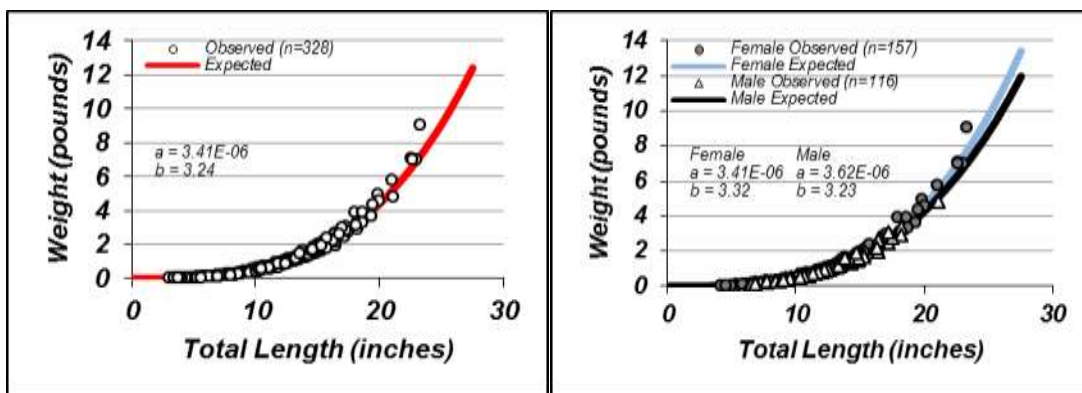 14
12
10
8
6
4
2
0
Weight (pounds)
Observed (n=328)
Expected
a = 3.41E-06
b = 3.24
0 10 20 30
Total Length (inches)
14
12
10
8
6
4
2
0
Weight (pounds)
Female Observed (n=157)
Female Expected
Male Observed (n=116)
Male Expected
Female Male
a = 3.41E-06 a = 3.62E-06
b = 3.32 b = 3.23
0 10 20 30
Total Length (inches)